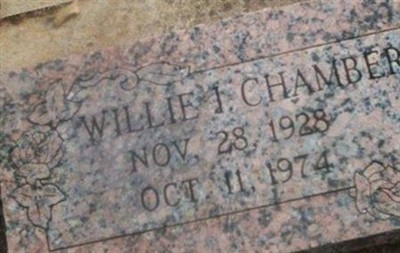 WILLIE I. CHAMBER
NOV. 28, 1928
OCT. 11, 1974